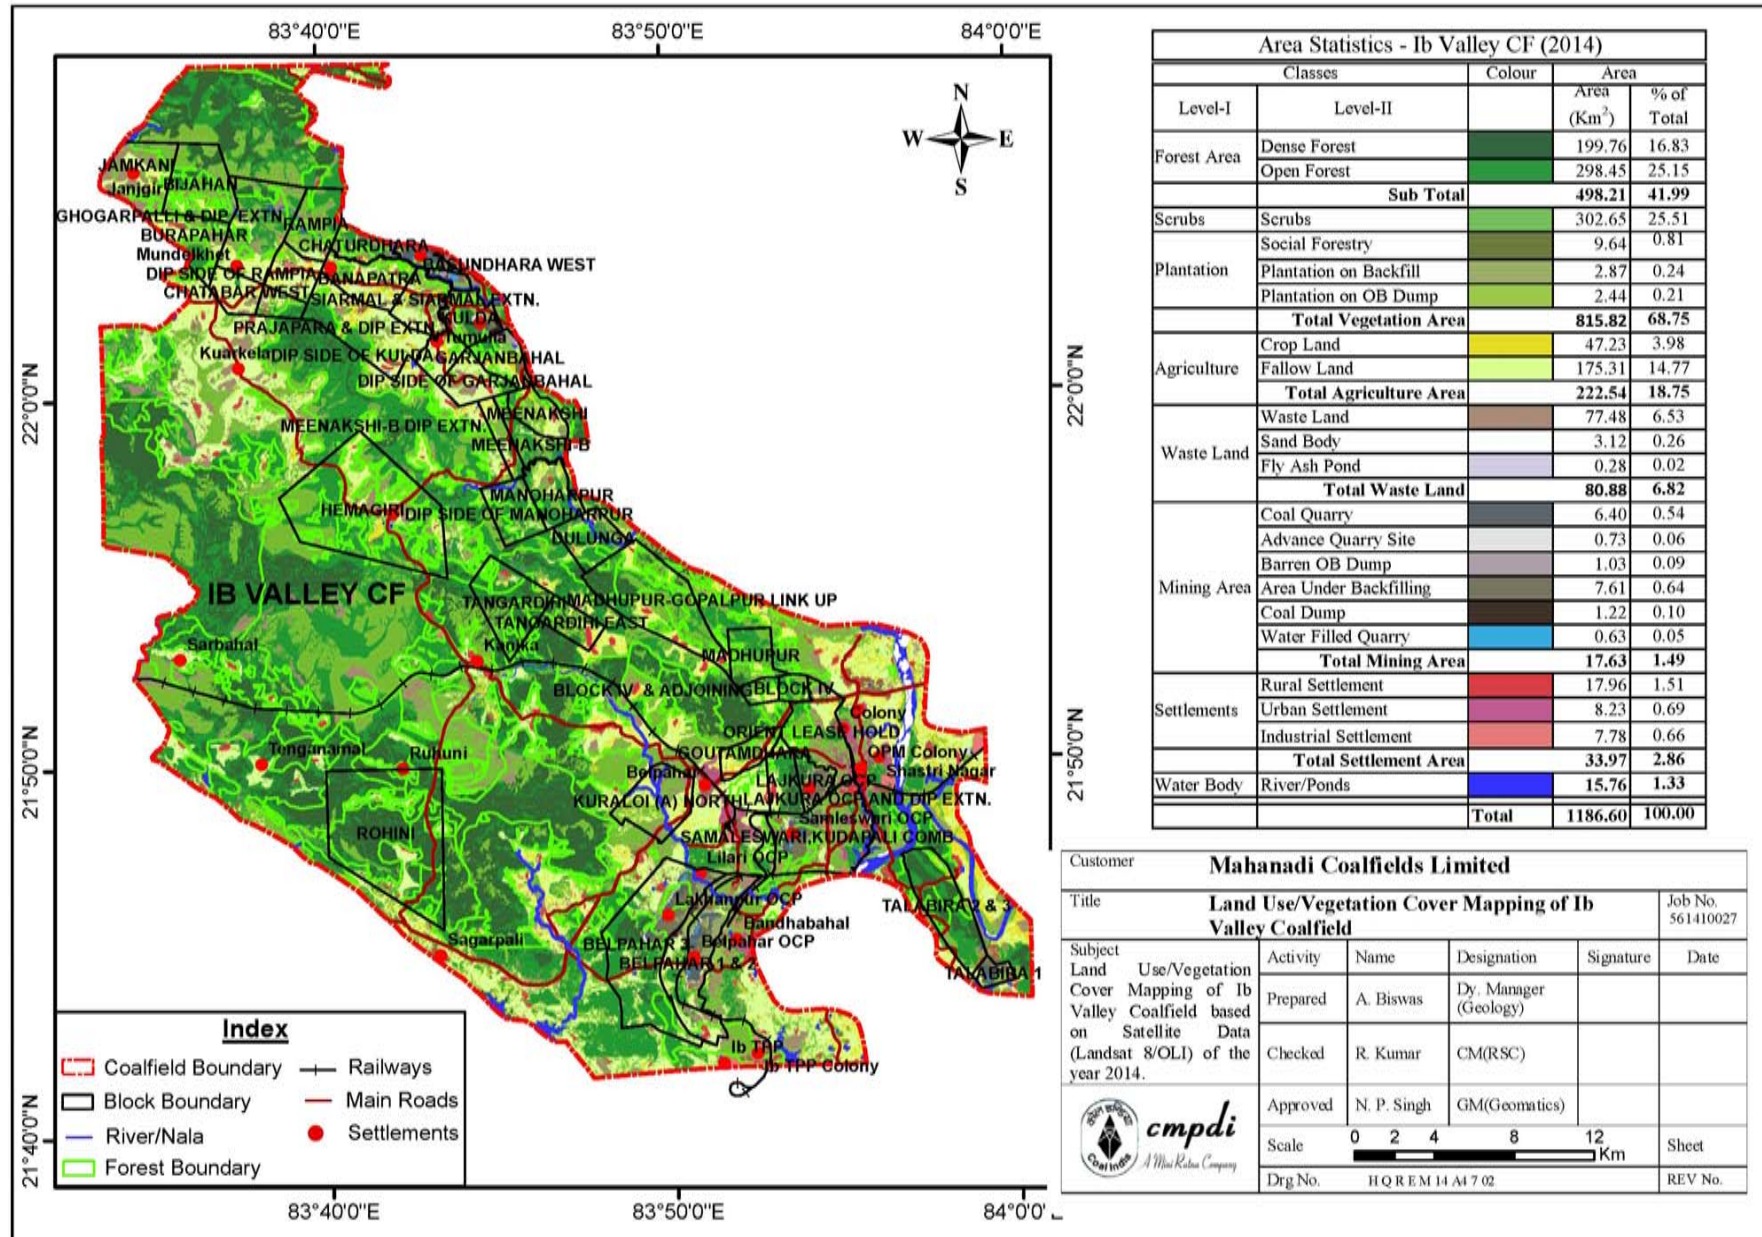 83°40'0"E 83°50'0"E 84°0'0"E
N
W E
S
JAMKANI
Janjgir BIJAHAN
GHOGARPALLI & DIP EXTN.
RAMPIA
BURAPAHAR
CHATURDHARA
Mundelkhet
BASUNDHARA WEST
DIP SIDE OF RAMPIA
BANAPATRA
CHATABAR WEST
SIARMAL & SIARMAL EXTN.
KULDA
PRAJAPARA & DIP EXTN.
Tumulia
Kuarkela DIP SIDE OF KULDA GARJANBAHAL
DIP SIDE OF GARJANBAHAL
MEENAKSHI
MEENAKSHI-B DIP EXTN.
MEENAKSHI-B
22°0'0"N
22°0'0"N
MANOHARPUR
HEMAGIRI DIP SIDE OF MANOHARPUR
DULUNGA
IB VALLEY CF
TANGARDIHI MADHUPUR-GOPALPUR LINK UP
TANGARDIHI EAST
Sarbahal
Kanika
MADHUPUR
BLOCK IV & ADJOINING BLOCK IV
Colony
ORIENT LEASE HOLD
Tenganamal
Ruhuni
GOUTAMDHARA
OPM Colony
Belpahar
Shastri Nagar
LAJKURA OCP
21°50'0"N
21°50'0"N
KURALOI (A) NORTH LAJKURA OCP AND DIP EXTN.
Samleswari OCP
ROHINI
SAMALESWARI,KUDAPALI COMB
Lilari OCP
Lakhanpur OCP
TALABIRA 2 & 3
Bandhabahal
Sagarpali
BELPAHAR 3
Belpahar OCP
BELPAHAR 1 & 2
TALABIRA 1
Ib TPP
Ib TPP Colony
21°40'0"N
Index
Coalfield Boundary Railways
Block Boundary Main Roads
River/Nala Settlements
Forest Boundary
83°40'0"E 83°50'0"E 84°0'0"
Area Statistics - Ib Valley CF (2014)
Classes Colour Area
Level-I Level-II Area (Km2) % of Total
Forest Area Dense Forest 199.76 16.83
Open Forest 298.45 25.15
Sub Total 498.21 41.99
Scrubs Scrubs 302.65 25.51
Plantation Social Forestry 9.64 0.81
Plantation on Backfill 2.87 0.24
Plantation on OB Dump 2.44 0.21
Total Vegetation Area 815.82 68.75
Agriculture Crop Land 47.23 3.98
Fallow Land 175.31 14.77
Total Agriculture Area 222.54 18.75
Waste Land Waste Land 77.48 6.53
Sand Body 3.12 0.26
Fly Ash Pond 0.28 0.02
Total Waste Land 80.88 6.82
Mining Area Coal Quarry 6.40 0.54
Advance Quarry Site 0.73 0.06
Barren OB Dump 1.03 0.09
Area Under Backfilling 7.61 0.64
Coal Dump 1.22 0.10
Water Filled Quarry 0.63 0.05
Total Mining Area 17.63 1.49
Settlements Rural Settlement 17.96 1.51
Urban Settlement 8.23 0.69
Industrial Settlement 7.78 0.66
Total Settlement Area 33.97 2.86
Water Body River/Ponds 15.76 1.33
Total 1186.60 100.00
Customer Mahanadi Coalfields Limited
Title Land Use/Vegetation Cover Mapping of Ib
Valley Coalfield
Job No.
561410027
Subject
Land Use/Vegetation
Cover Mapping of Ib
Valley Coalfield based
on Satellite Data
(Landsat 8/OLI) of the
year 2014.
Activity Name Designation Signature Date
Prepared A. Biswas Dy. Manager
(Geology)
Checked R. Kumar CM(RSC)
Approved N. P. Singh GM(Geomatics)
Scale 0 2 4 8 12 Km Sheet
Drg No. H Q R E M 14 A4 7 02 REV No.
Coal India
cmpdi
A Mini Ratna Company